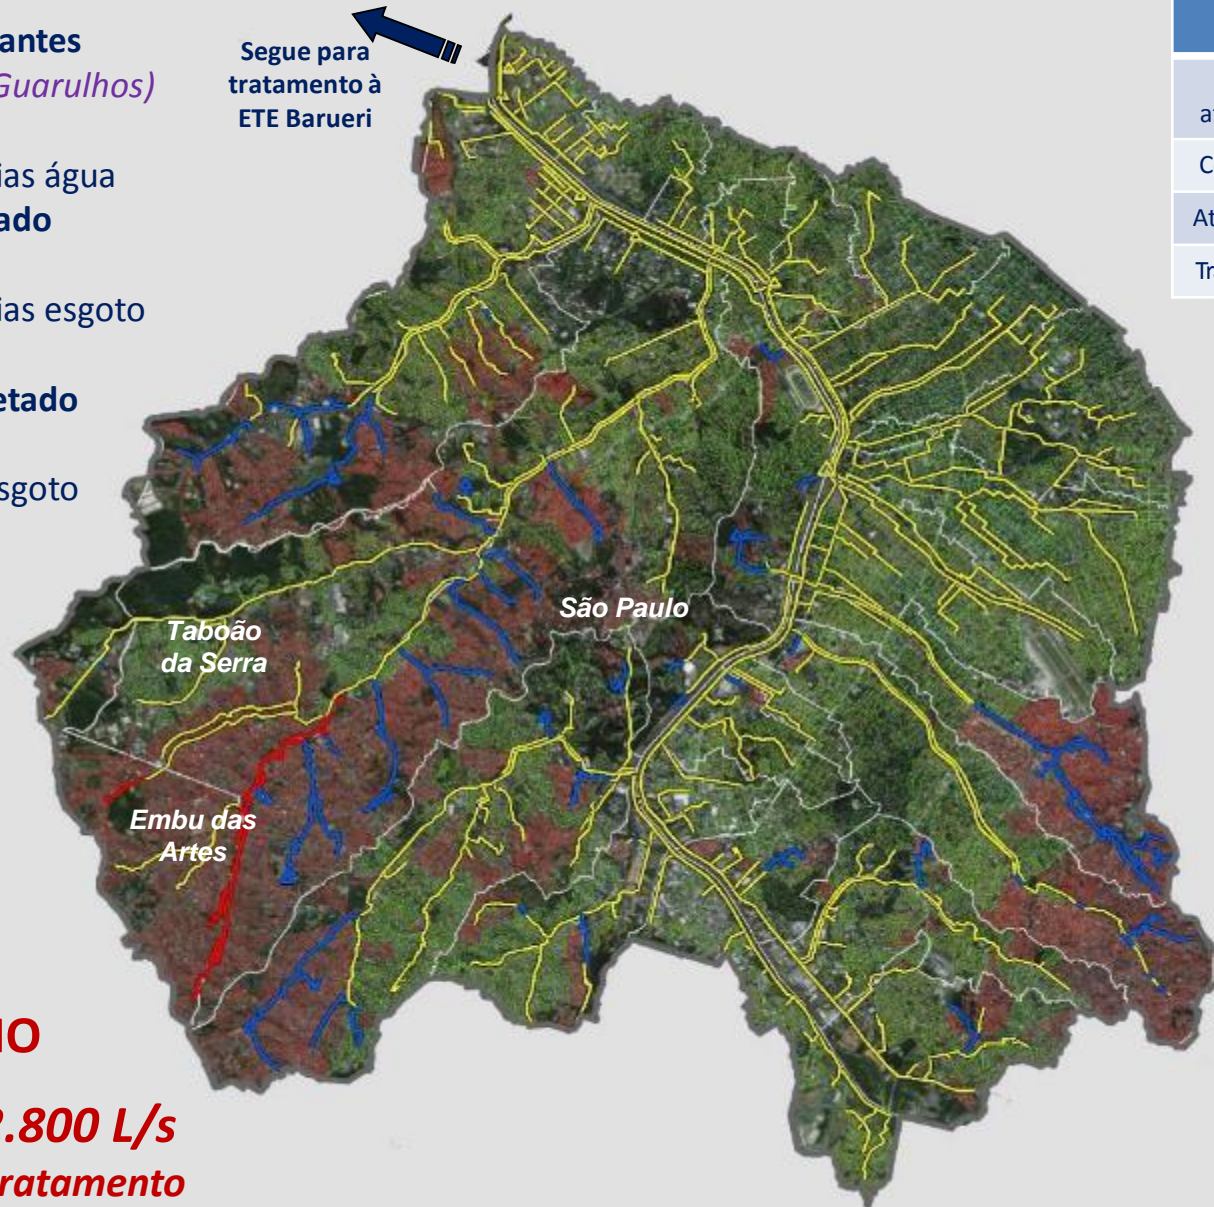 antes
Guarulhos)
ias água
ado
ias esgoto
etado
sgoto
Segue para
tratamento à
ETE Barueri
a
C
At
Tr
São Paulo
Taboão
da Serra
Embu das
Artes
IO
2.800 L/s
ratamento